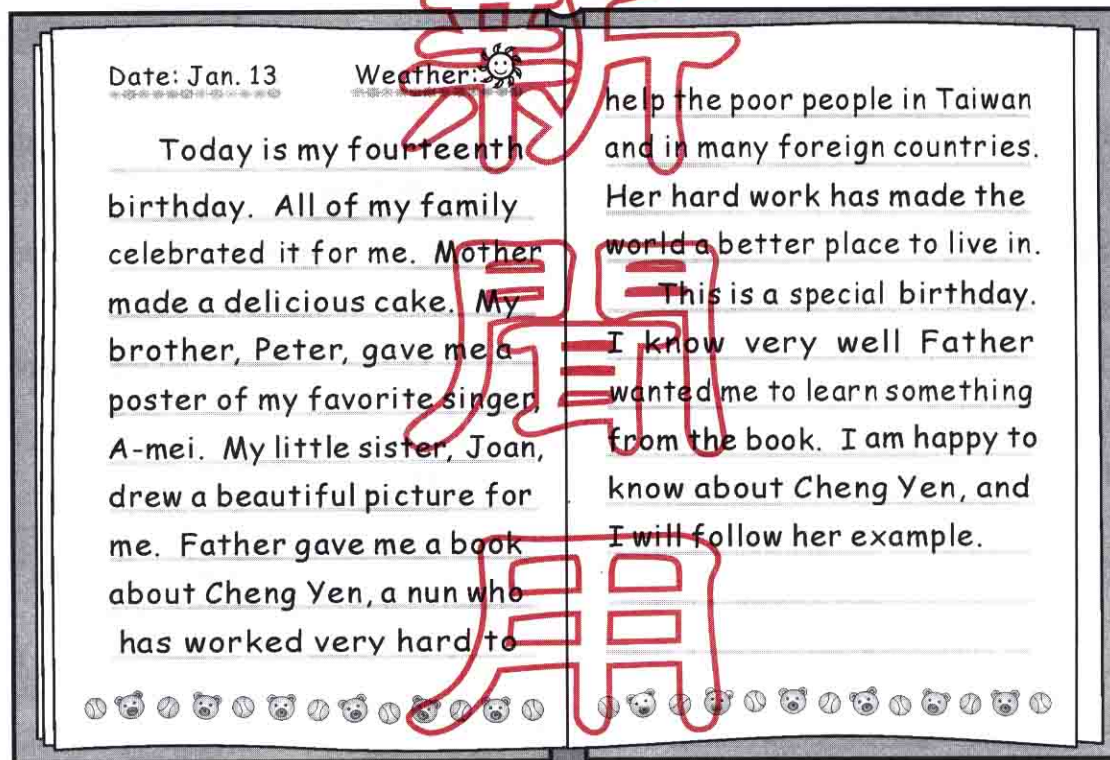 Date: Jan. 13 Weather:
Today is my fourteenth
birthday. All of my family
celebrated it for me. Mother
made a delicious cake. My
brother, Peter, gave me a
poster of my favorite singer,
A-mei. My little sister, Joan,
drew a beautiful picture for
me. Father gave me a book
about Cheng Yen, a nun who
has worked very hard to
help the poor people in Taiwan
and in many foreign countries.
Her hard work has made the
world a better place to live in.
This is a special birthday.
I know very well Father
wanted me to learn something
from the book. I am happy to
know about Cheng Yen, and
I will follow her example.
新
聞
用